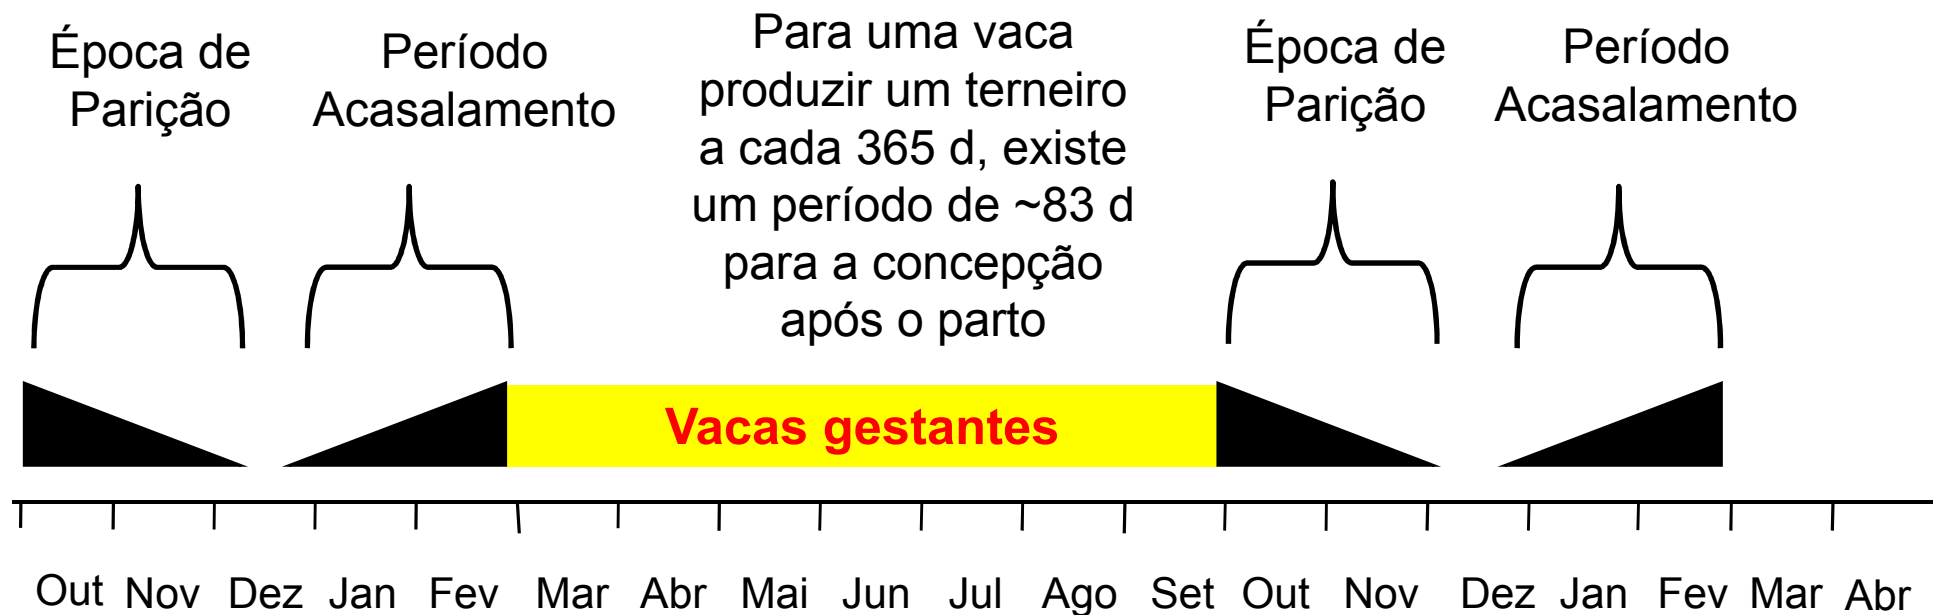 Época de
Parição
Período
Acasalamento
Para uma vaca
produzir um terneiro
a cada 365 d, existe
um período de ~83 d
para a concepção
após o parto
Época de
Parição
Período
Acasalamento
Vacas gestantes
Out Nov Dez Jan Fev Mar Abr Mai Jun Jul Ago Set Out Nov Dez Jan Fev Mar Abr